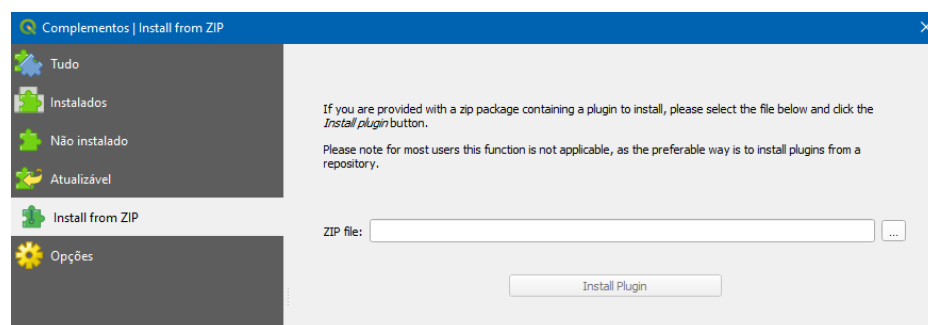 Complementos | Install from ZIP
Tudo
Instalados
Não instalado
Atualizável
Install from ZIP
Opções
If you are provided with a zip package containing a plugin to install, please select the file below and click the
Install plugin button.
Please note for most users this function is not applicable, as the preferable way is to install plugins from a
repository.
ZIP file:
...
Install Plugin